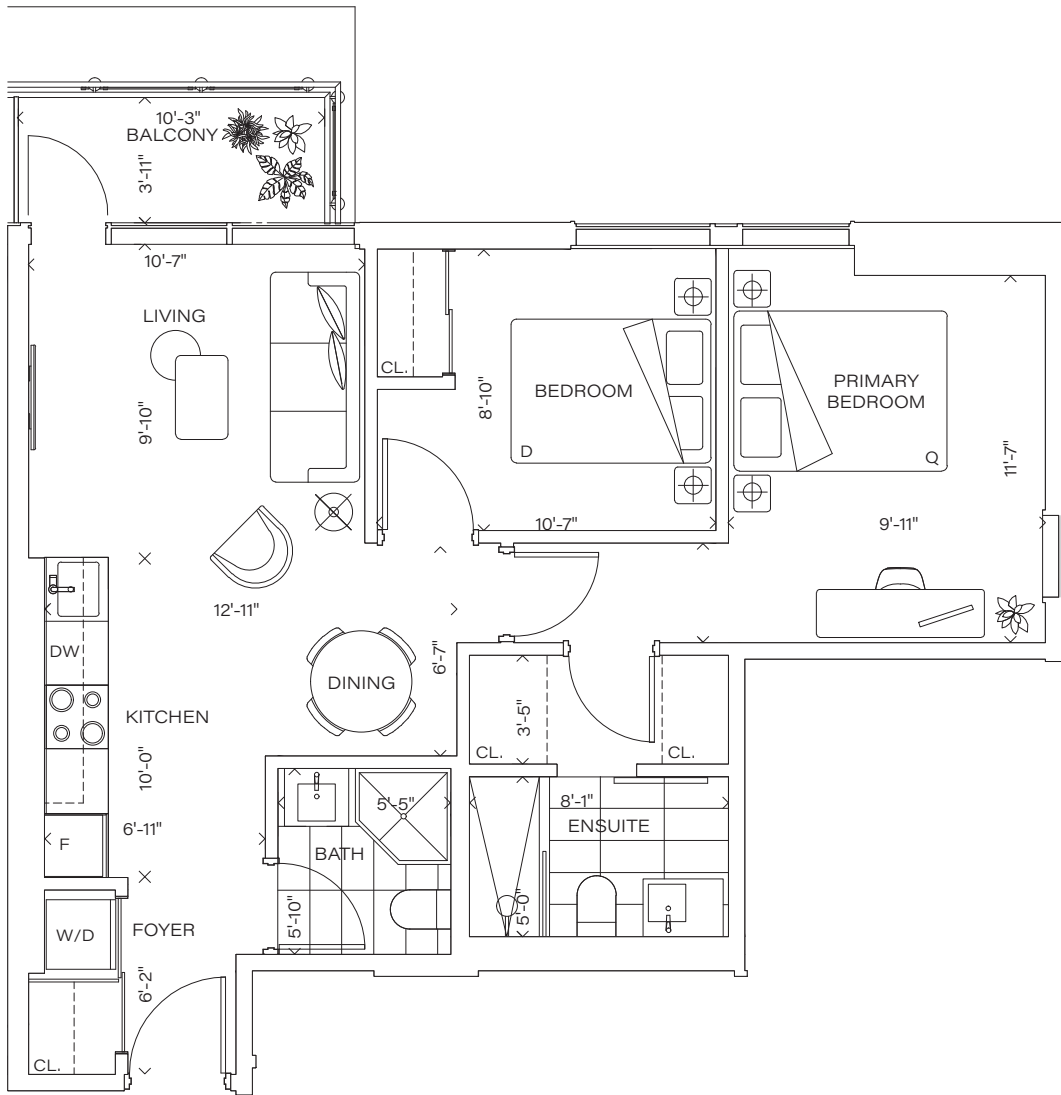 10'-3"
BALCONY
3'-11"
10'-7"
LIVING
9'-10"
CL.
8'-10"
BEDROOM
D
10'-7"
PRIMARY
BEDROOM
Q
11'-7"
9'-11"
12'-11"
6'-7"
DW
DINING
KITCHEN
10'-0"
3'-5"
CL.
CL.
F
6'-11"
5'-5"
BATH
5'-10"
8'-1"
ENSUITE
5'-0"
W/D
FOYER
6'-2"
CL.